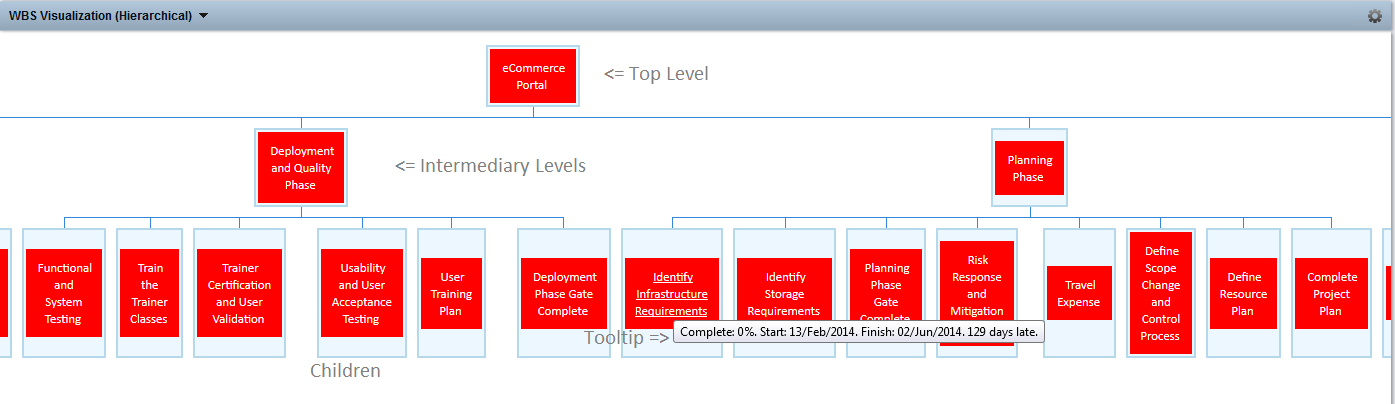 WBS Visualization (Hierarchical)
eCommerce
Portal
<= Top Level
Deployment
and Quality
Phase
<= Intermediary Levels
Planning
Phase
Functional
and
System
Testing
Train
the
Trainer
Classes
Trainer
Certification
and User
Validation
Usability
and User
Acceptance
Testing
User
Training
Plan
Deployment
Phase Gate
Complete
Identify
Infrastructure
Requirements
Identify
Storage
Requirements
Planning
Phase
Gate
Complete
Risk
Response
and
Mitigation
Travel
Expense
Define
Scope
Change
and
Control
Process
Define
Resource
Plan
Complete
Project
Plan
Tooltip =>
Complete: 0%. Start: 13/Feb/2014. Finish: 02/Jun/2014. 129 days late.
Children